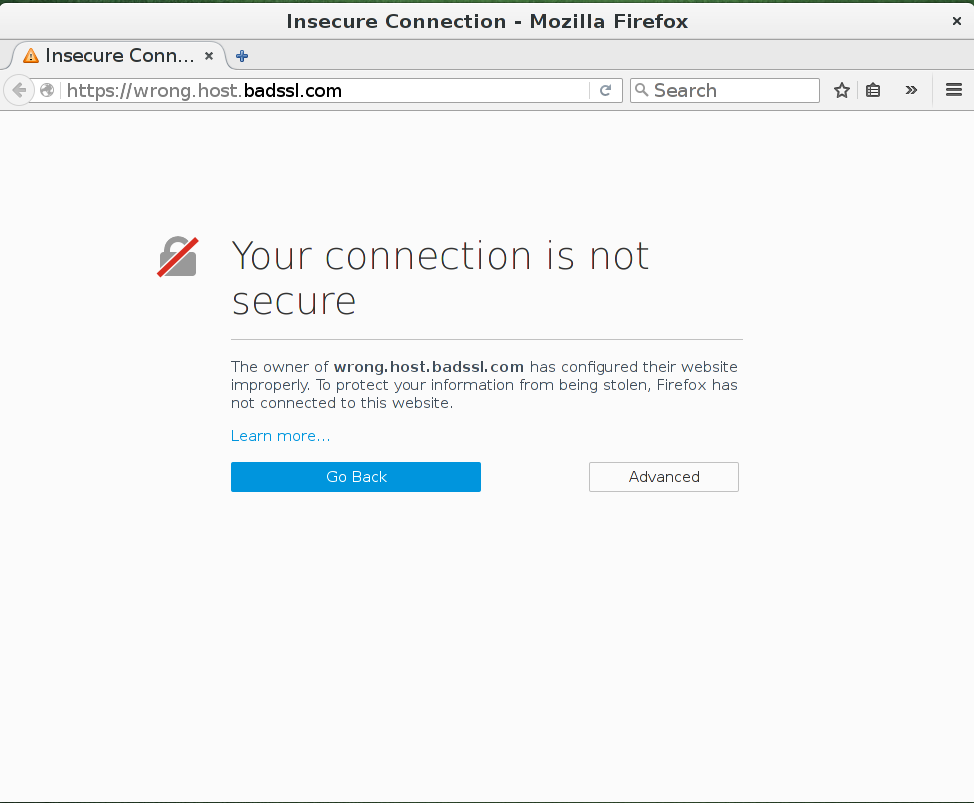 Insecure Connection - Mozilla Firefox
Insecure Conn...
https://wrong.host.badssl.com
Search
Your connection is not
secure
The owner of wrong.host.badssl.com has configured their website
improperly. To protect your information from being stolen, Firefox has
not connected to this website.
Learn more…
Go Back
Advanced